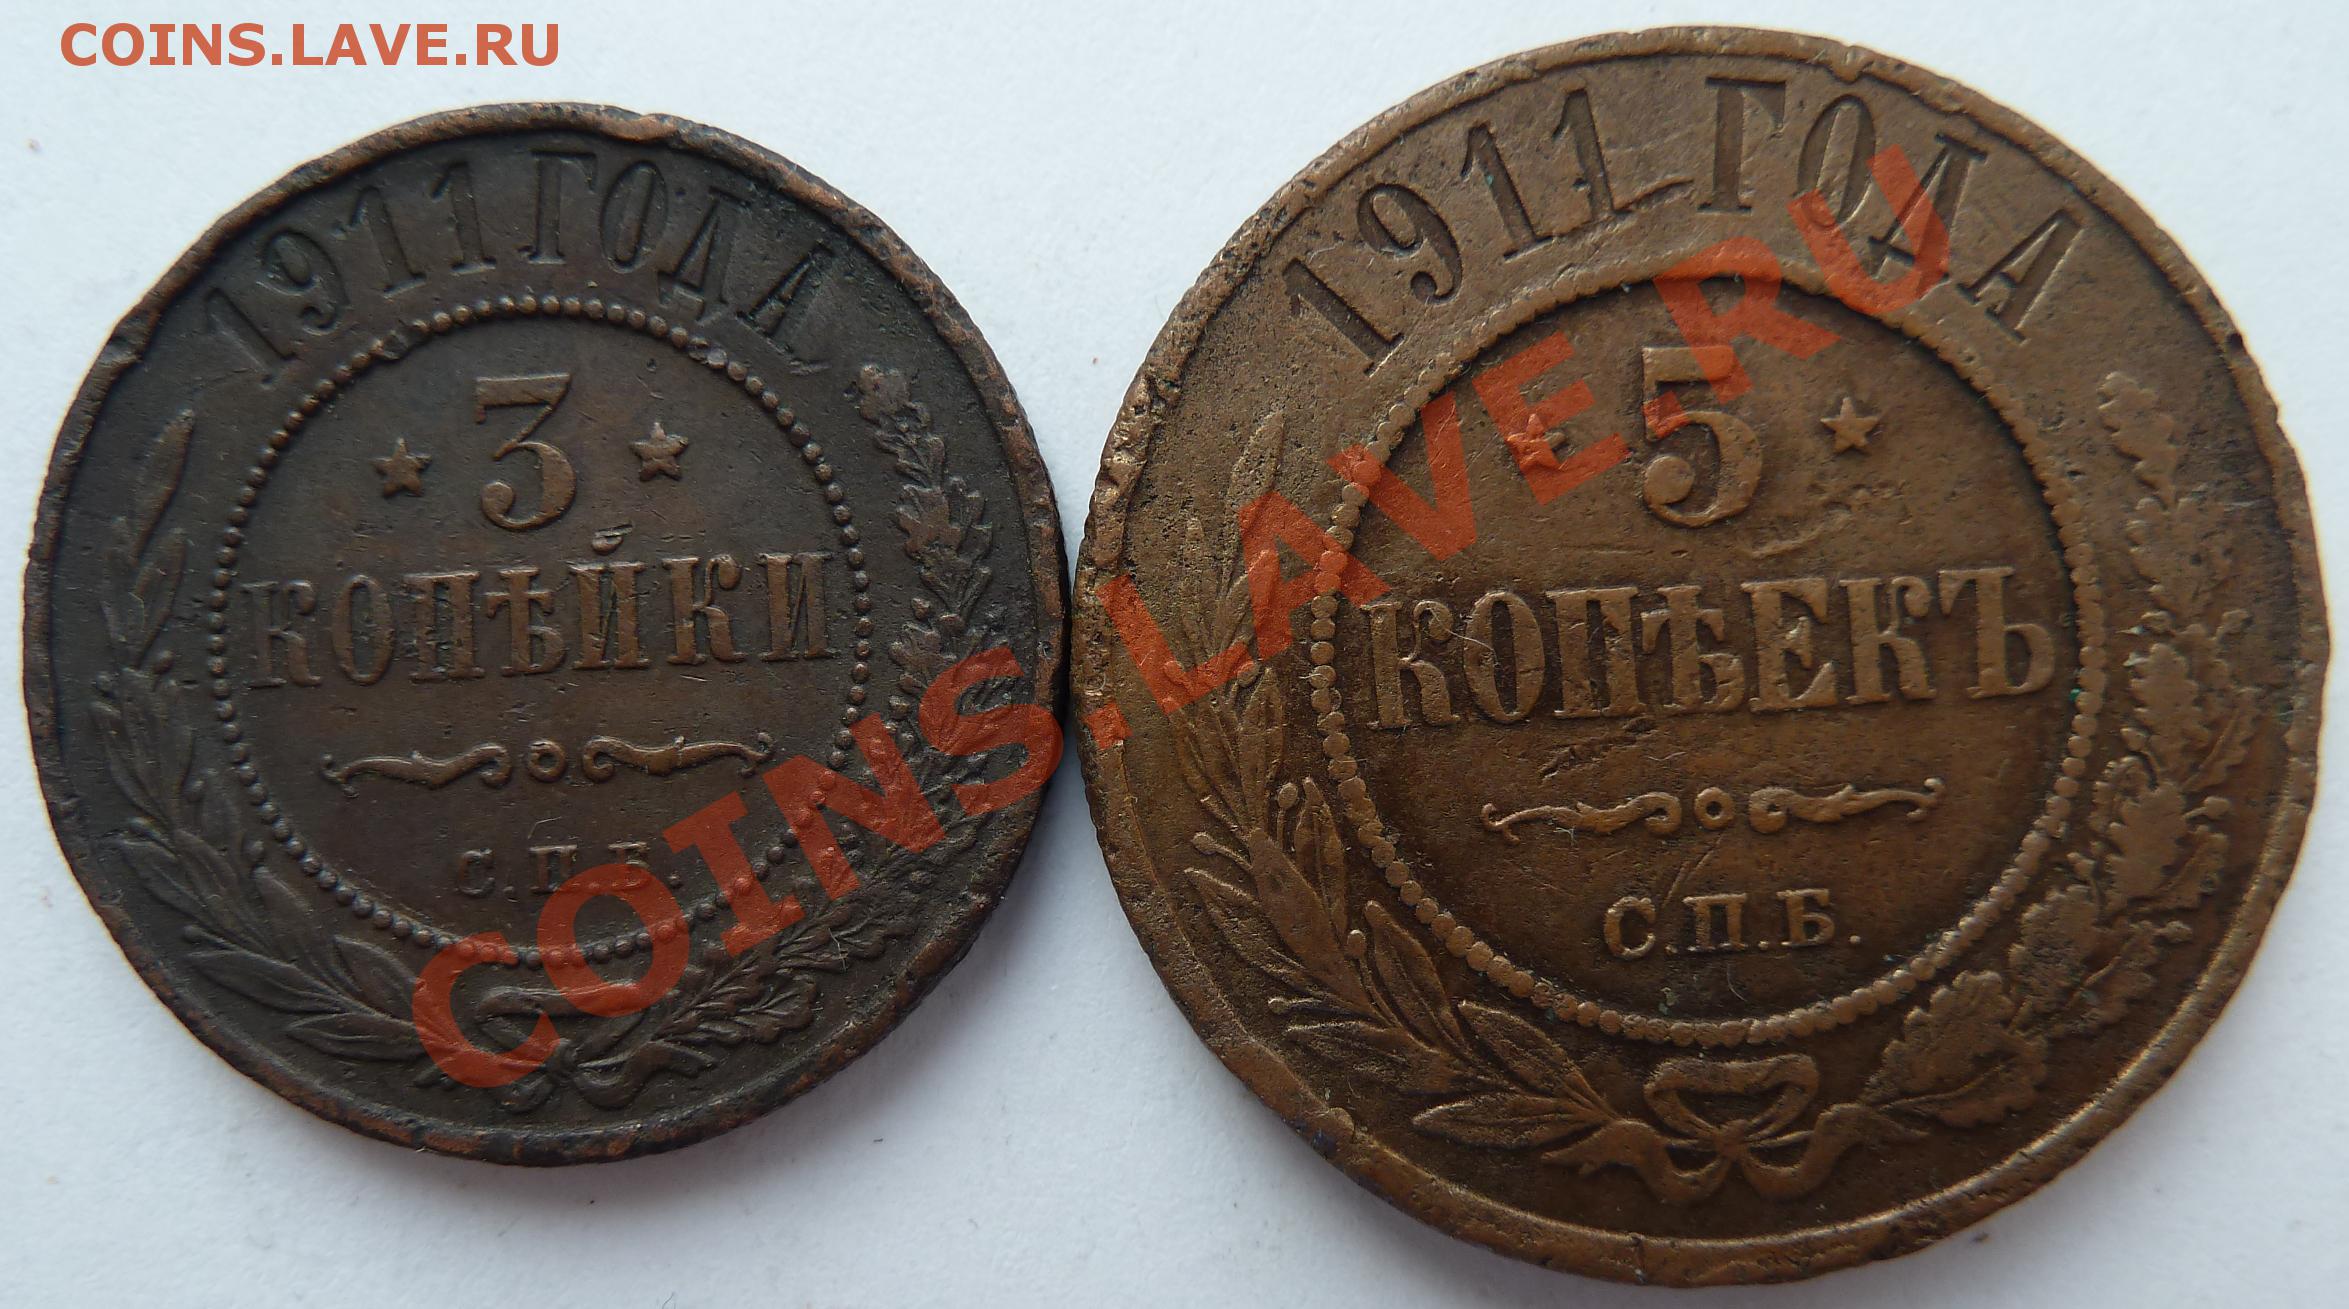 COINS.LAVE.RU
1911 ГОДА
3
КОПѢЙКИ
С.П.Б.
1911 ГОДА
5
КОПѢЕКЪ
С.П.Б.
COINS.LAVE.RU